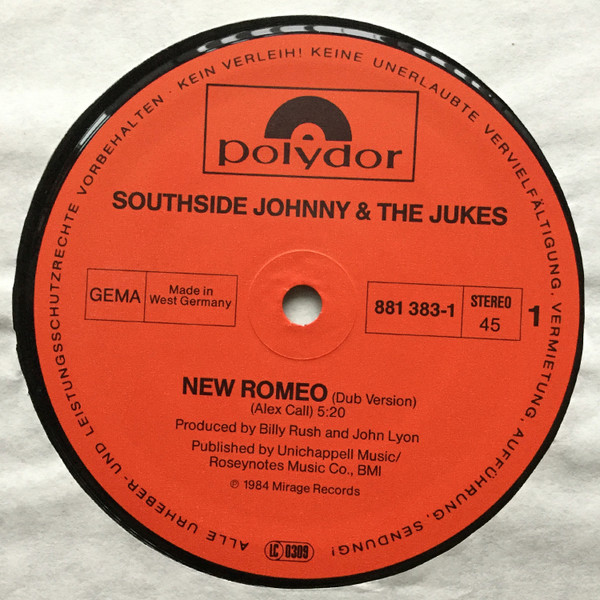 ALLE URHEBER- UND LEISTUNGSSCHUTZRECHTE VORBEHALTEN · KEIN VERLEIH! KEINE UNERLAUBTE VERVIELFÄLTIGUNG, VERMIETUNG, AUFFÜHRUNG, SENDUNG!
polydor
SOUTHSIDE JOHNNY & THE JUKES
GEMA
Made in
West Germany
881 383-1
STEREO
45
1
NEW ROMEO (Dub Version)
(Alex Call) 5:20
Produced by Billy Rush and John Lyon
Published by Unichappell Music/
Roseynotes Music Co., BMI
℗ 1984 Mirage Records
LC 0309